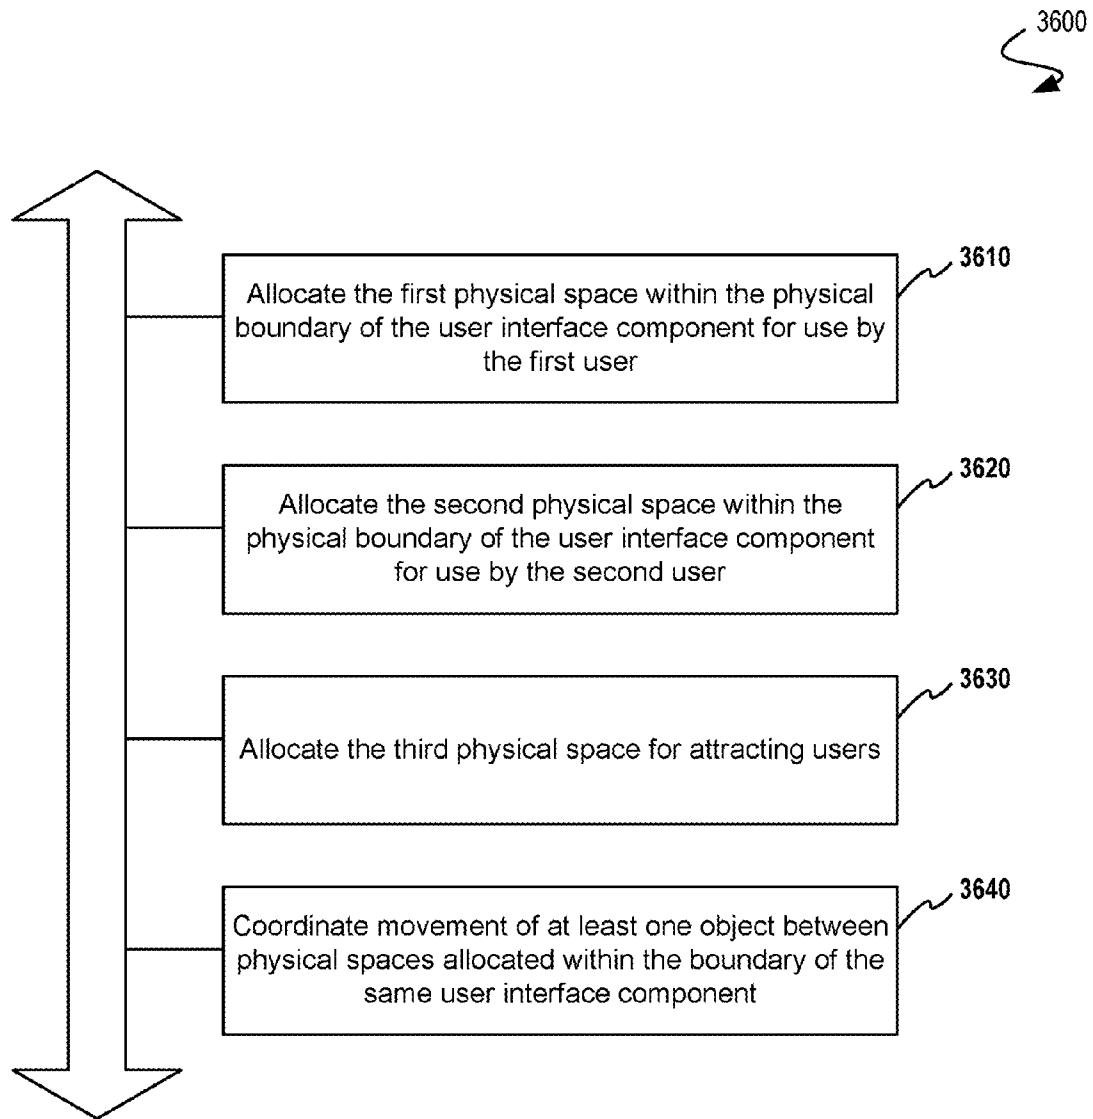 3600
3610
Allocate the first physical space within the physical
boundary of the user interface component for use by
the first user
3620
Allocate the second physical space within the
physical boundary of the user interface component
for use by the second user
3630
Allocate the third physical space for attracting users
3640
Coordinate movement of at least one object between
physical spaces allocated within the boundary of the
same user interface component